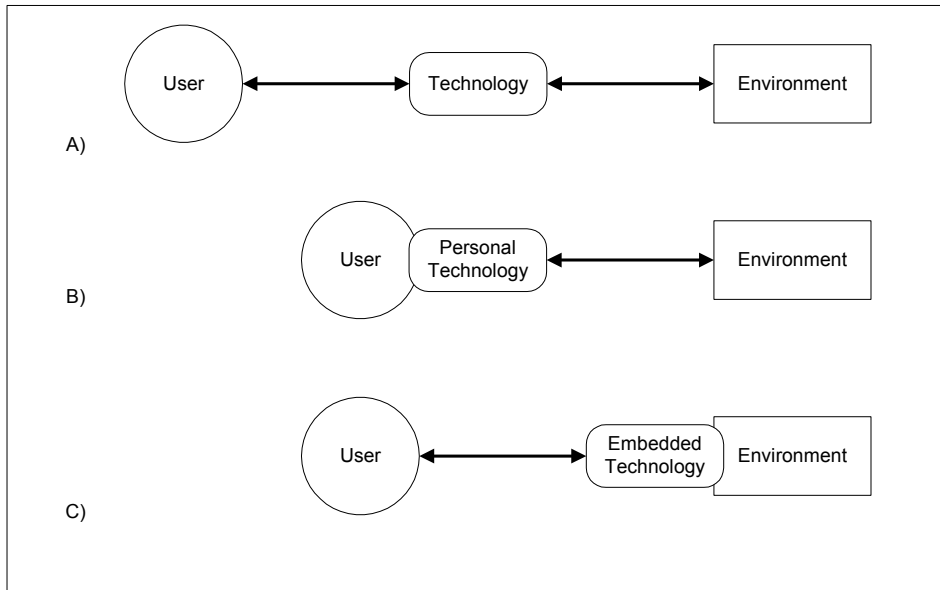 User
Technology
Environment
A)
User
Personal
Technology
Environment
B)
User
Embedded
Technology
Environment
C)